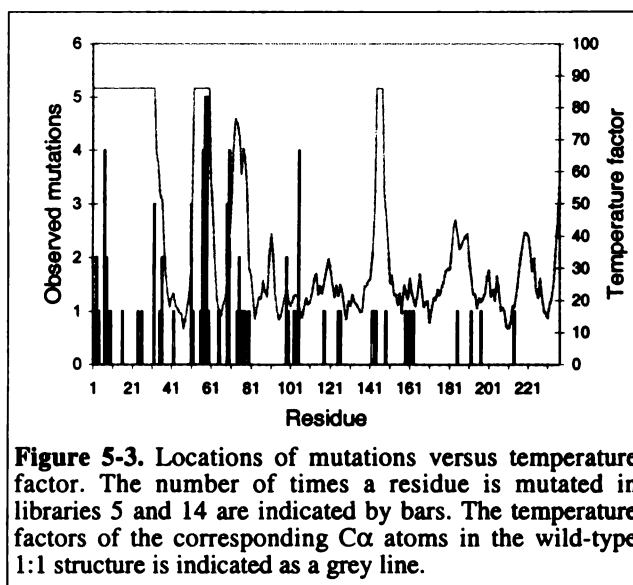 6
5
4
3
2
1
0
Observed mutations
100
90
80
70
60
50
40
30
20
10
0
Temperature factor
1 21 41 61 81 101 121 141 161 181 201 221
Residue
Figure 5-3. Locations of mutations versus temperature
factor. The number of times a residue is mutated in
libraries 5 and 14 are indicated by bars. The temperature
factors of the corresponding Cα atoms in the wild-type
1:1 structure is indicated as a grey line.